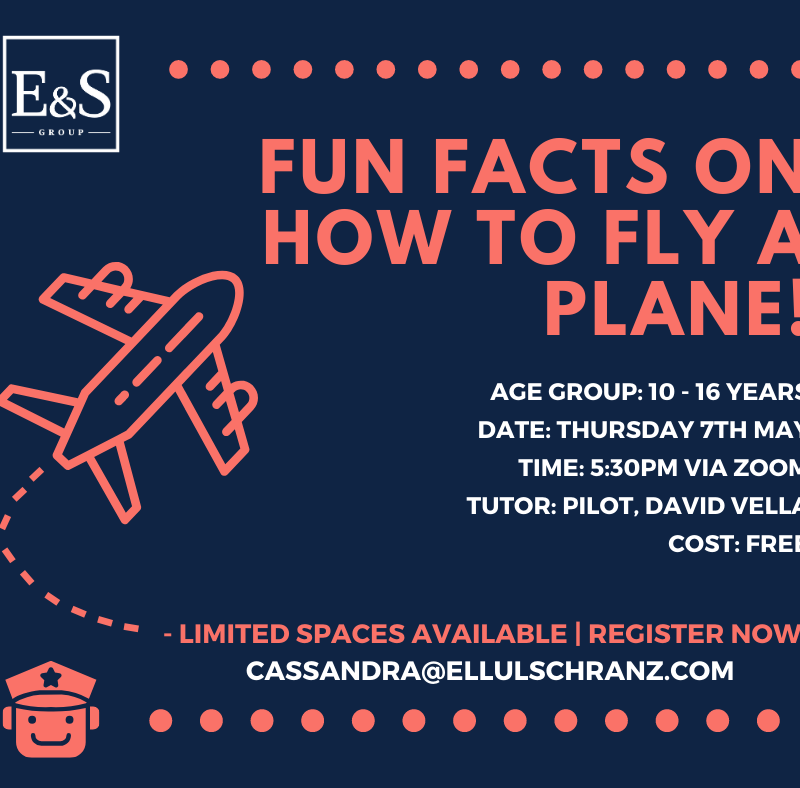 E&S
GROUP
FUN FACTS ON
HOW TO FLY A
PLANE!
AGE GROUP: 10 - 16 YEARS
DATE: THURSDAY 7TH MAY
TIME: 5:30PM VIA ZOOM
TUTOR: PILOT, DAVID VELLA
COST: FREE
- LIMITED SPACES AVAILABLE | REGISTER NOW
CASSANDRA@ELLULSCHRANZ.COM